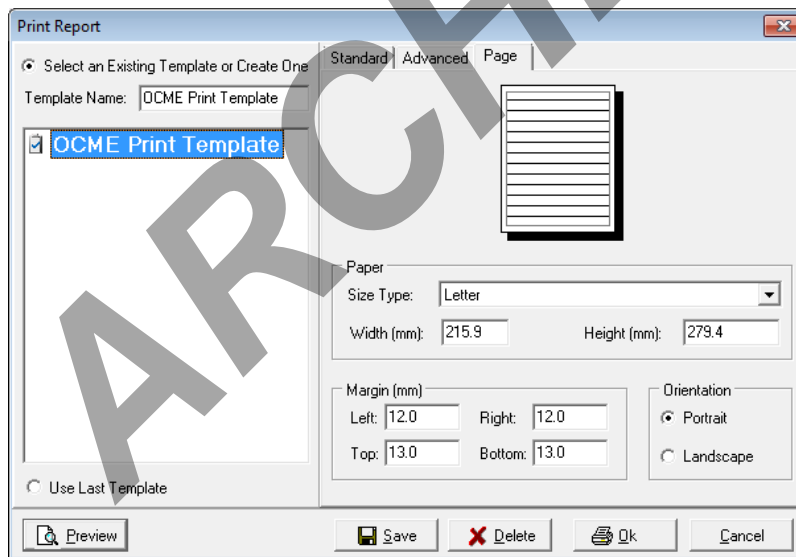 Print Report
Select an Existing Template or Create One
Template Name: OCME Print Template
OCME Print Template
Use Last Template
Standard Advanced Page
Paper
Size Type: Letter
Width (mm): 215.9 Height (mm): 279.4
Margin (mm)
Left: 12.0 Right: 12.0
Top: 13.0 Bottom: 13.0
Orientation
Portrait
Landscape
Preview Save Delete Ok Cancel